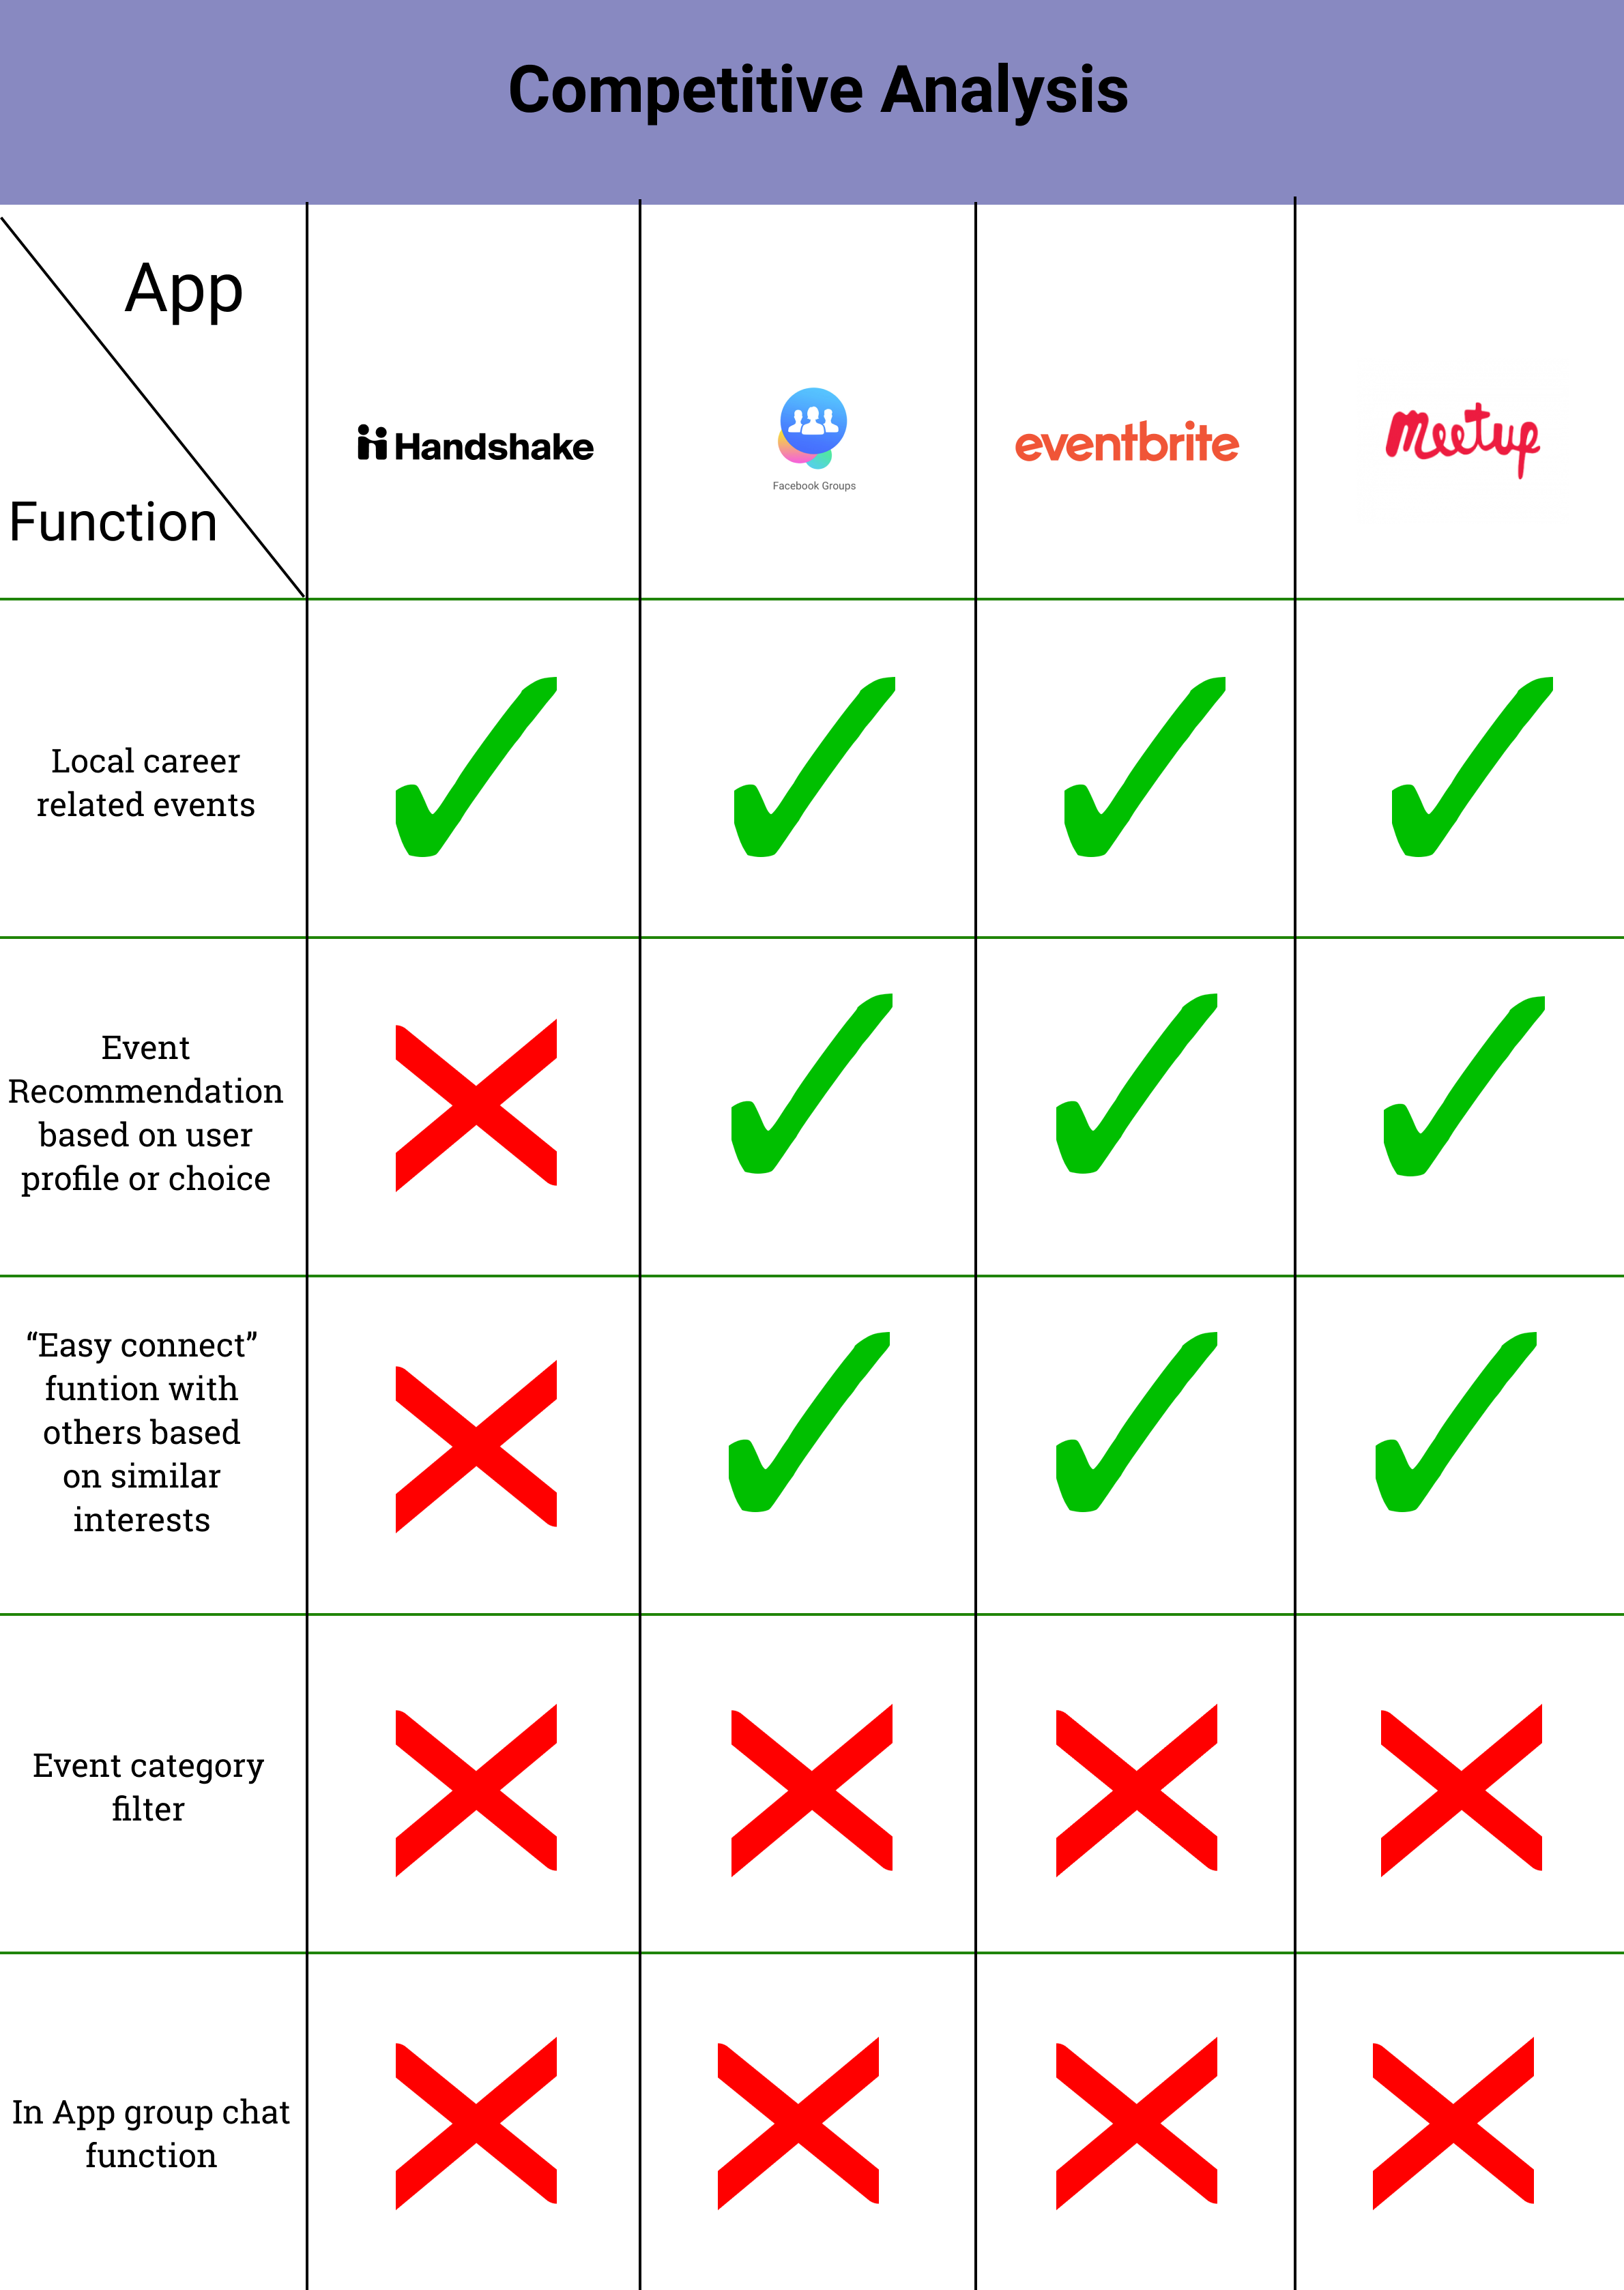 Competitive Analysis
App
Function
Handshake
Facebook Groups
eventbrite
Meetup
Local career
related events
Event
Recommendation
based on user
profile or choice
“Easy connect”
funtion with
others based
on similar
interests
Event category
filter
In App group chat
function